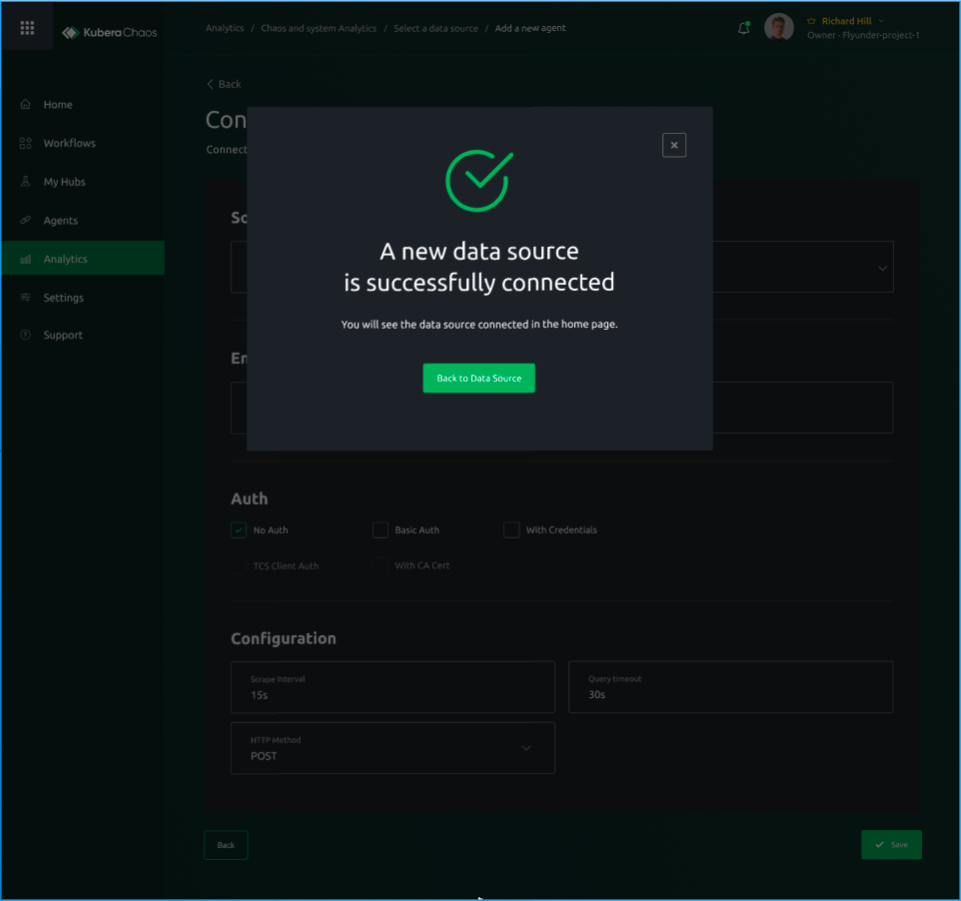 KuberaChaos
Analytics / Chaos and system Analytics / Select a data source / Add a new agent
Richard Hill
Owner - Flyunder-project-1
Home
Workflows
My Hubs
Agents
Analytics
Settings
Support
Back
Con
Connect
A new data source
is successfully connected
You will see the data source connected in the home page.
Back to Data Source
So
En
Auth
No Auth Basic Auth With Credentials
TCS Client Auth With CA Cert
Configuration
Scrape Interval
15s
Query timeout
30s
HTTP Method
POST
Back
Save